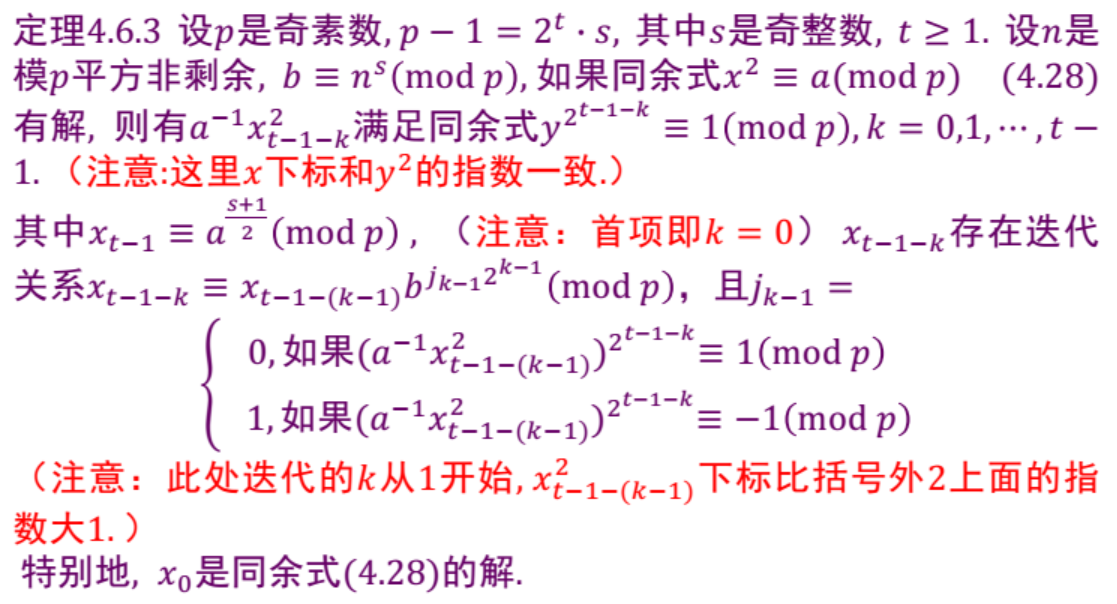 定理4.6.3 设$p$是奇素数, $p-1=2^{t}\cdot s$, 其中$s$是奇整数, $t\geq 1$. 设$n$是
模$p$平方非剩余, $b\equiv n^{s}(\mathrm{mod}\ p)$, 如果同余式$x^{2}\equiv a(\mathrm{mod}\ p)$ (4.28)
有解, 则有$a^{-1}x_{t-1-k}^{2}$满足同余式$y^{2^{t-1-k}}\equiv 1(\mathrm{mod}\ p), k=0,1,\cdots,t-$
$1$. （注意:这里$x$下标和$y^{2}$的指数一致.）
其中$x_{t-1}\equiv a^{\frac{s+1}{2}}(\mathrm{mod}\ p)$, （注意：首项即$k=0$） $x_{t-1-k}$存在迭代
关系$x_{t-1-k}\equiv x_{t-1-(k-1)}b^{j_{k-1}2^{k-1}}(\mathrm{mod}\ p)$, 且$j_{k-1}=$
$0$, 如果$(a^{-1}x_{t-1-(k-1)}^{2})^{2^{t-1-k}}\equiv 1(\mathrm{mod}\ p)$
$1$, 如果$(a^{-1}x_{t-1-(k-1)}^{2})^{2^{t-1-k}}\equiv -1(\mathrm{mod}\ p)$
（注意：此处迭代的$k$从1开始, $x_{t-1-(k-1)}^{2}$下标比括号外2上面的指
数大1.）
特别地, $x_{0}$是同余式(4.28)的解.